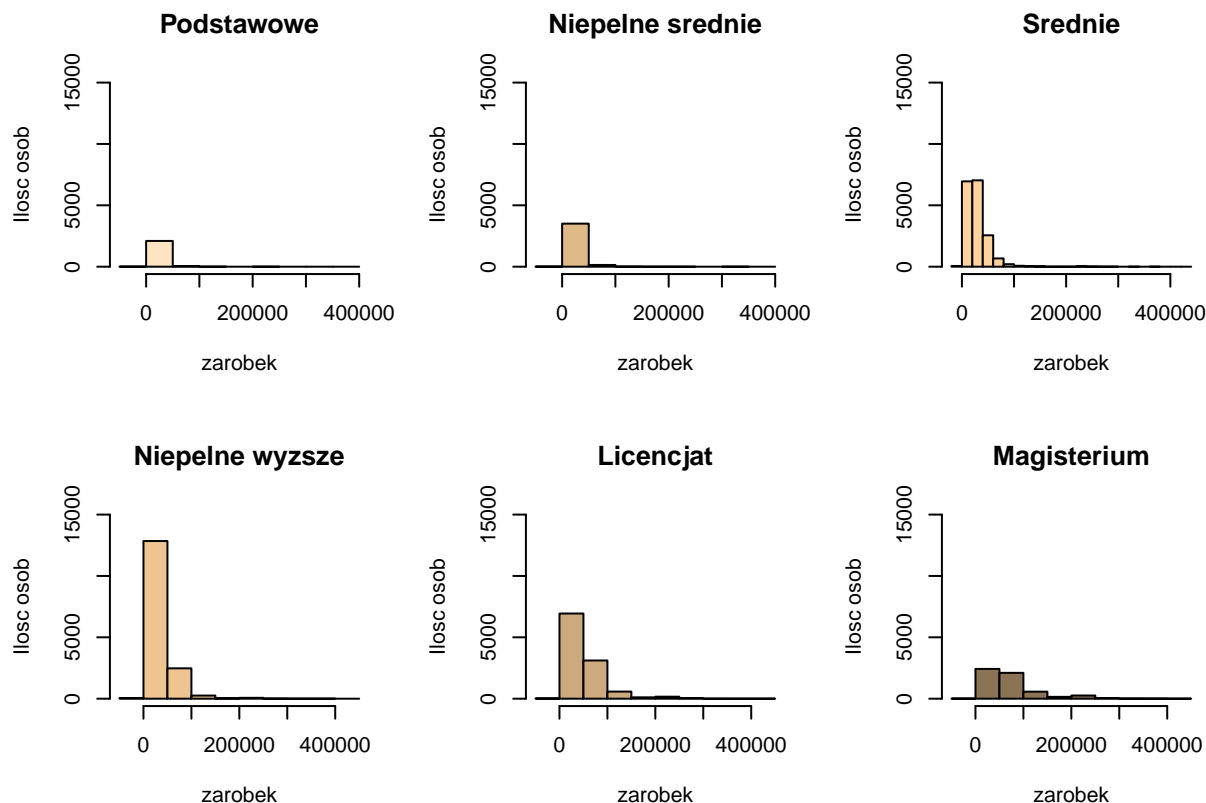 Podstawowe
15000
5000
0
Ilosc osob
0 200000 400000
zarobek
Niepelne srednie
15000
5000
0
Ilosc osob
0 200000 400000
zarobek
Srednie
15000
5000
0
Ilosc osob
0 200000 400000
zarobek
Niepelne wyzsze
15000
5000
0
Ilosc osob
0 200000 400000
zarobek
Licencjat
15000
5000
0
Ilosc osob
0 200000 400000
zarobek
Magisterium
15000
5000
0
Ilosc osob
0 200000 400000
zarobek